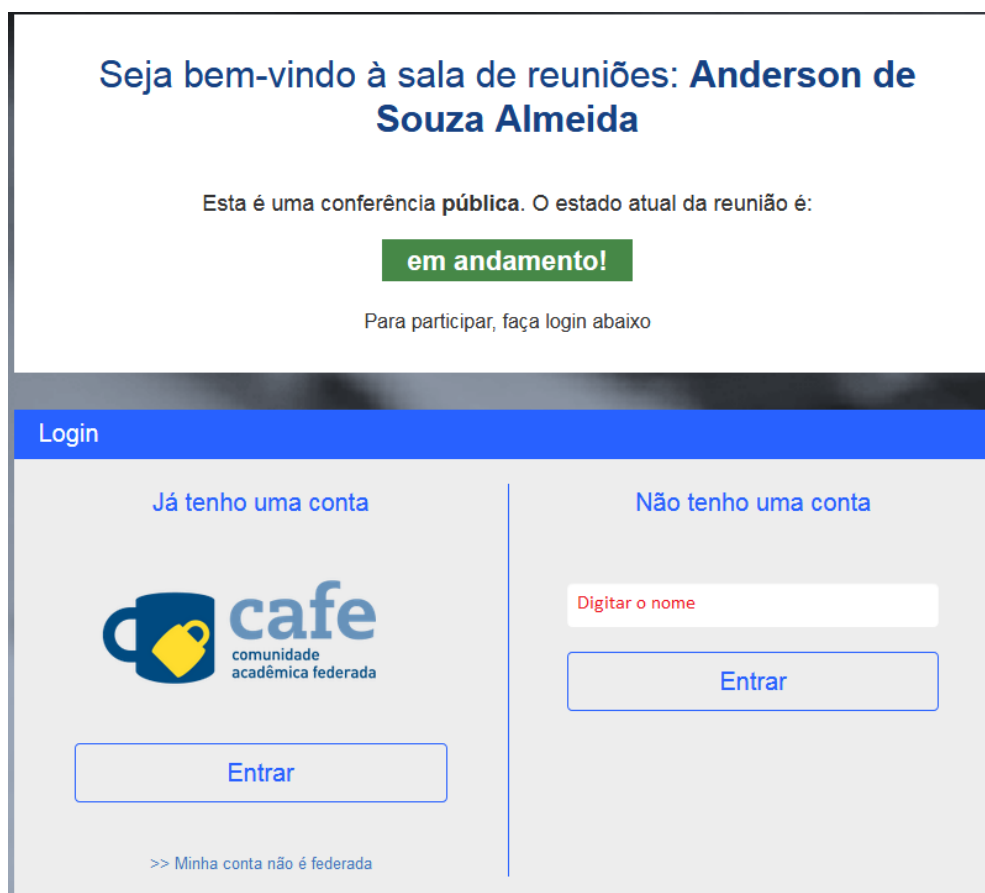 Seja bem-vindo à sala de reuniões: Anderson de
Souza Almeida
Esta é uma conferência pública. O estado atual da reunião é:
em andamento!
Para participar, faça login abaixo
Login
Já tenho uma conta
cafe
comunidade
acadêmica federada
Entrar
>> Minha conta não é federada
Não tenho uma conta
Digitar o nome
Entrar